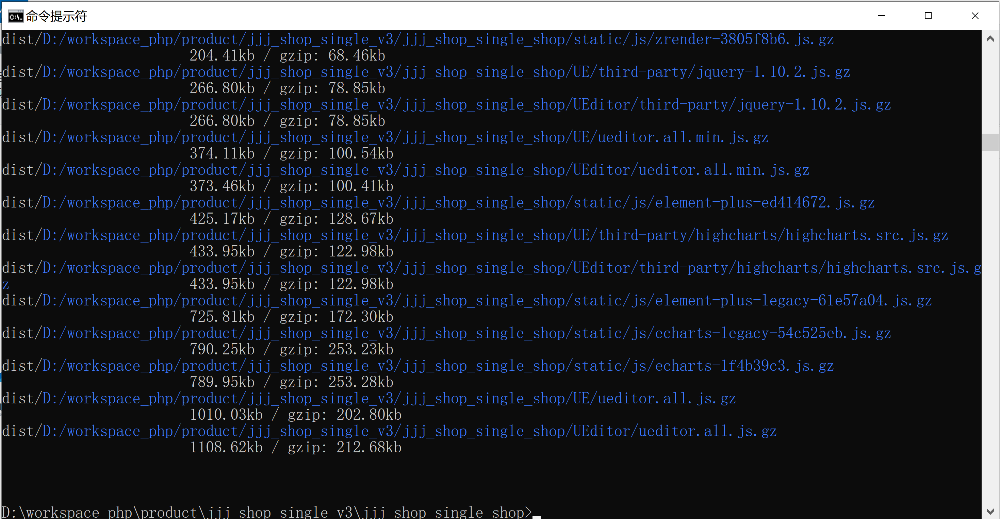 命令提示符
dist/D:/workspace_php/product/jjj_shop_single_v3/jjj_shop_single_shop/static/js/zrender-3805f8b6.js.gz
204.41kb / gzip: 68.46kb
dist/D:/workspace_php/product/jjj_shop_single_v3/jjj_shop_single_shop/UE/third-party/jquery-1.10.2.js.gz
266.80kb / gzip: 78.85kb
dist/D:/workspace_php/product/jjj_shop_single_v3/jjj_shop_single_shop/UEditor/third-party/jquery-1.10.2.js.gz
266.80kb / gzip: 78.85kb
dist/D:/workspace_php/product/jjj_shop_single_v3/jjj_shop_single_shop/UE/ueditor.all.min.js.gz
374.11kb / gzip: 100.54kb
dist/D:/workspace_php/product/jjj_shop_single_v3/jjj_shop_single_shop/UEditor/ueditor.all.min.js.gz
373.46kb / gzip: 100.41kb
dist/D:/workspace_php/product/jjj_shop_single_v3/jjj_shop_single_shop/static/js/element-plus-ed414672.js.gz
425.17kb / gzip: 128.67kb
dist/D:/workspace_php/product/jjj_shop_single_v3/jjj_shop_single_shop/UE/third-party/highcharts/highcharts.src.js.gz
433.95kb / gzip: 122.98kb
dist/D:/workspace_php/product/jjj_shop_single_v3/jjj_shop_single_shop/UEditor/third-party/highcharts/highcharts.src.js.g
z 433.95kb / gzip: 122.98kb
dist/D:/workspace_php/product/jjj_shop_single_v3/jjj_shop_single_shop/static/js/element-plus-legacy-61e57a04.js.gz
725.81kb / gzip: 172.30kb
dist/D:/workspace_php/product/jjj_shop_single_v3/jjj_shop_single_shop/static/js/echarts-legacy-54c525eb.js.gz
790.25kb / gzip: 253.23kb
dist/D:/workspace_php/product/jjj_shop_single_v3/jjj_shop_single_shop/static/js/echarts-1f4b39c3.js.gz
789.95kb / gzip: 253.28kb
dist/D:/workspace_php/product/jjj_shop_single_v3/jjj_shop_single_shop/UE/ueditor.all.js.gz
1010.03kb / gzip: 202.80kb
dist/D:/workspace_php/product/jjj_shop_single_v3/jjj_shop_single_shop/UEditor/ueditor.all.js.gz
1108.62kb / gzip: 212.68kb
D:\workspace_php\product\jjj_shop_single_v3\jjj_shop_single_shop>